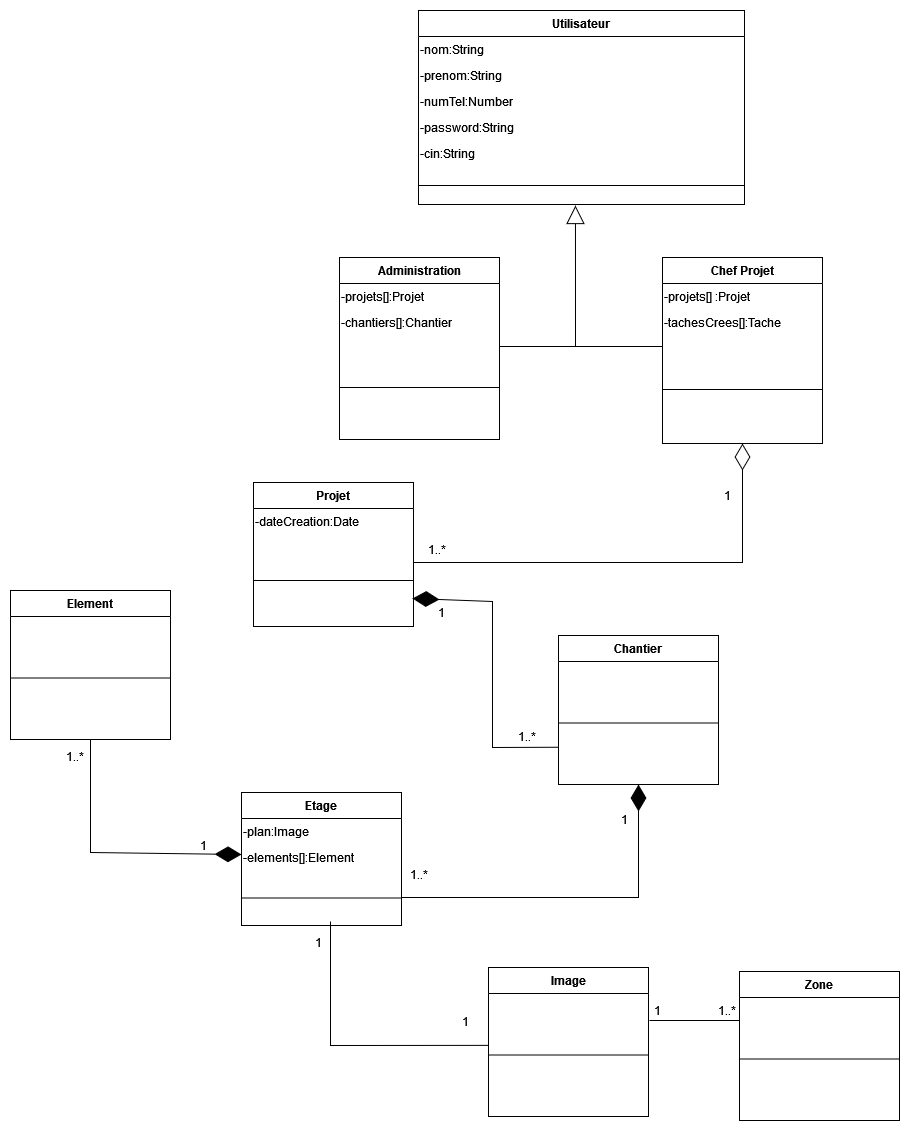 Utilisateur
-nom:String
-prenom:String
-numTel:Number
-password:String
-cin:String
Administration
-projets[]:Projet
-chantiers[]:Chantier
Chef Projet
-projets[] :Projet
-tachesCrees[]:Tache
1
Projet
-dateCreation:Date
1..*
1
Element
1..*
Chantier
1..*
1
Etage
-plan:Image
-elements[]:Element
1
1..*
1
Image
1
1
1..*
Zone